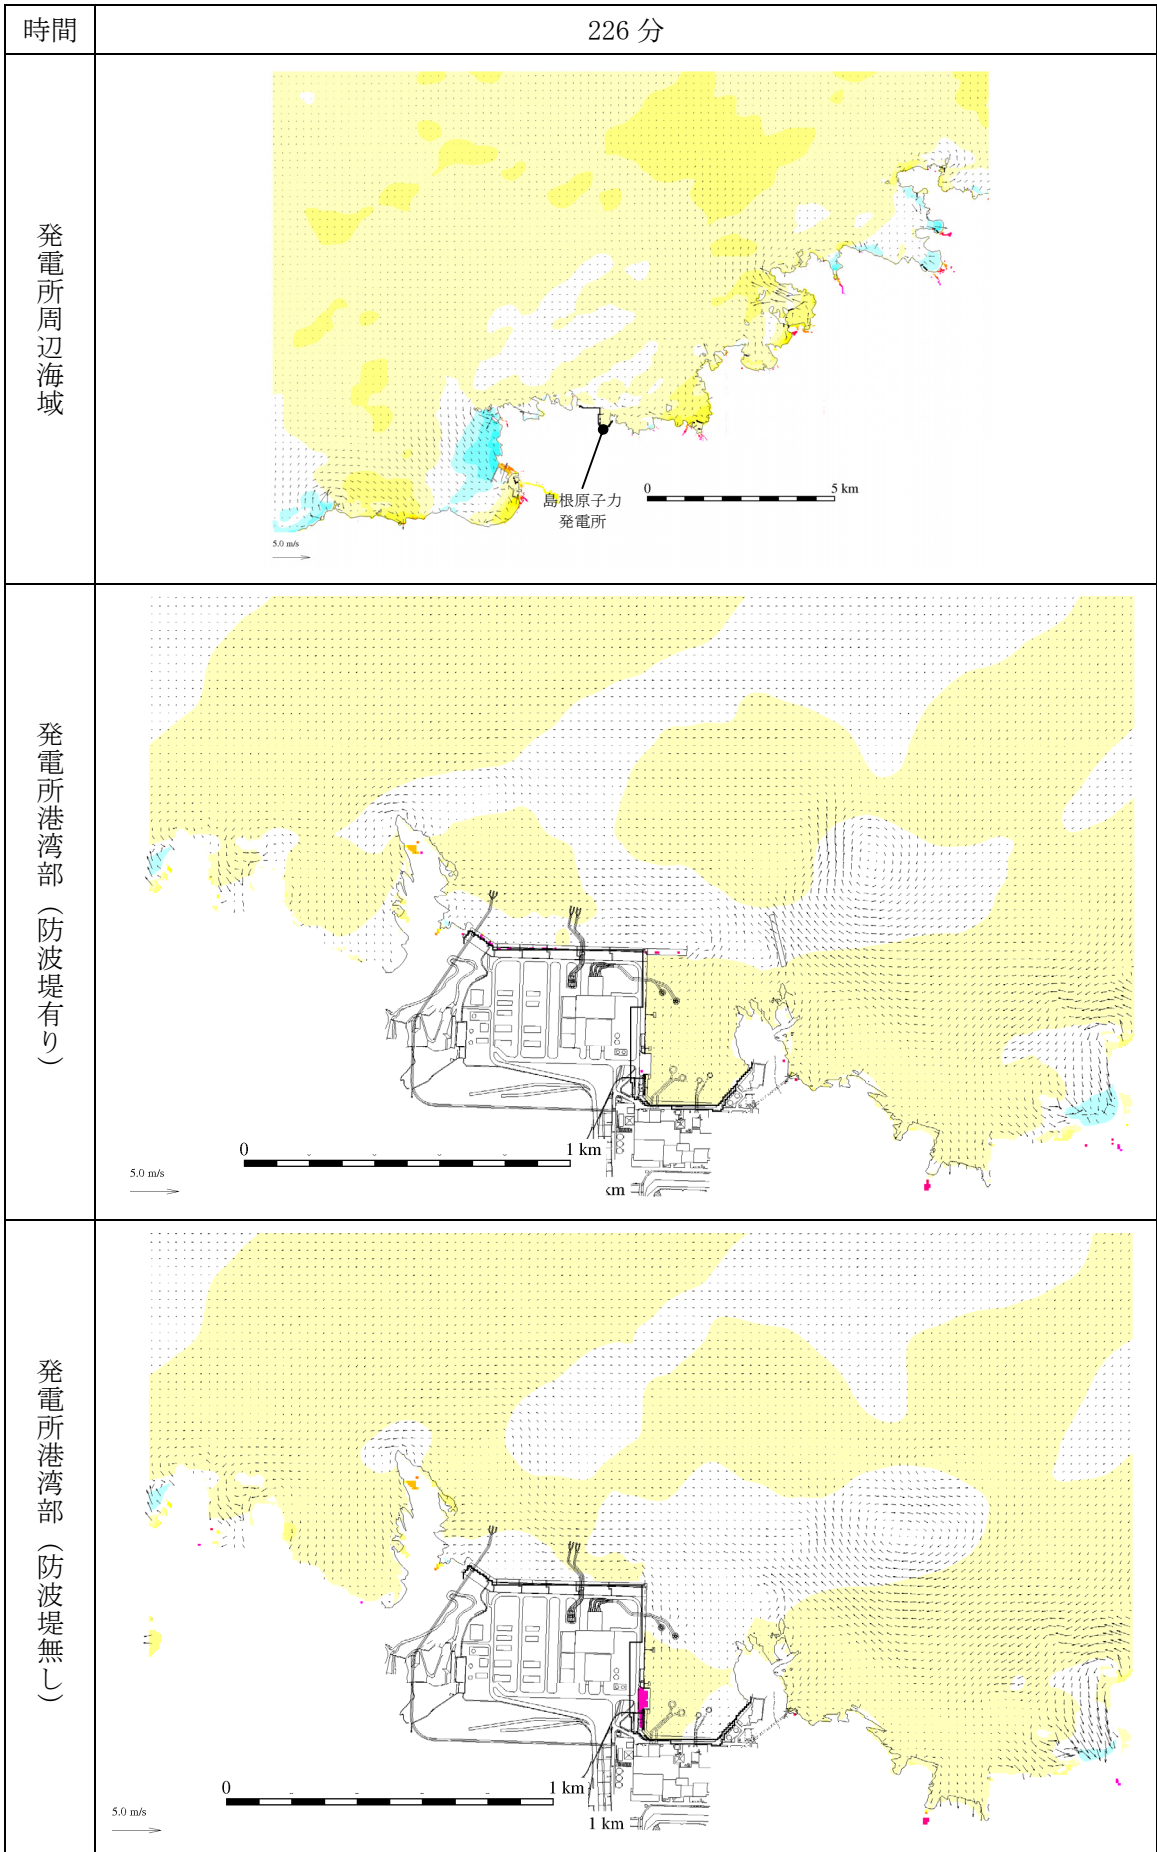 時間
226 分
発電所周辺海域
島根原子力
発電所
0
5 km
5.0 m/s
発電所港湾部（防波堤有り）
0
1 km
5.0 m/s
km
発電所港湾部（防波堤無し）
0
1 km
5.0 m/s
1 km